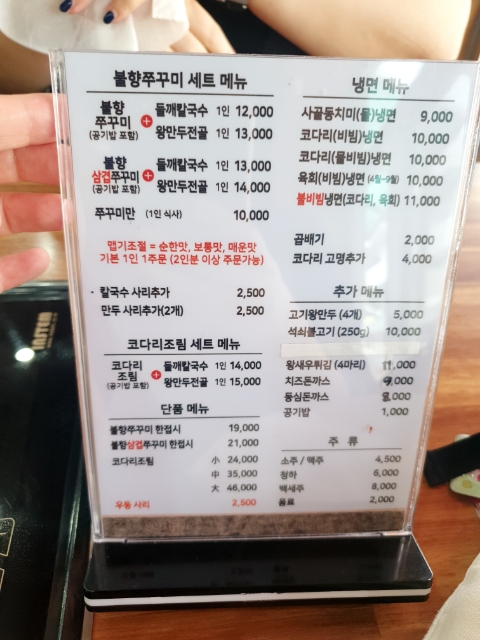 불향쭈꾸미 세트 메뉴
불향 쭈꾸미 (공기밥 포함) + 들깨칼국수 1인 12,000
왕만두전골 1인 13,000
불향 삼겹쭈꾸미 (공기밥 포함) + 들깨칼국수 1인 13,000
왕만두전골 1인 14,000
쭈꾸미만 (1인 식사) 10,000
맵기조절 = 순한맛, 보통맛, 매운맛
기본 1인 1주문 (2인분 이상 주문가능)
· 칼국수 사리추가 2,500
만두 사리추가(2개) 2,500
코다리조림 세트 메뉴
코다리 조림 (공기밥 포함) + 들깨칼국수 1인 14,000
왕만두전골 1인 15,000
단품 메뉴
불향쭈꾸미 한접시 19,000
불향삼겹쭈꾸미 한접시 21,000
코다리조림 小 24,000
中 35,000
大 46,000
우동 사리 2,500
냉면 메뉴
사골동치미(물)냉면 9,000
코다리(비빔)냉면 10,000
코다리(물비빔)냉면 10,000
육회(비빔)냉면 (4월~9월) 10,000
불비빔냉면(코다리, 육회) 11,000
곱배기 2,000
코다리 고명추가 4,000
추가 메뉴
고기왕만두 (4개) 5,000
석쇠불고기 (250g) 10,000
왕새우튀김 (4마리) 11,000
치즈돈까스 9,000
등심돈까스 8,000
공기밥 1,000
주 류
소주 / 맥주 4,500
청하 6,000
백세주 8,000
음료 2,000